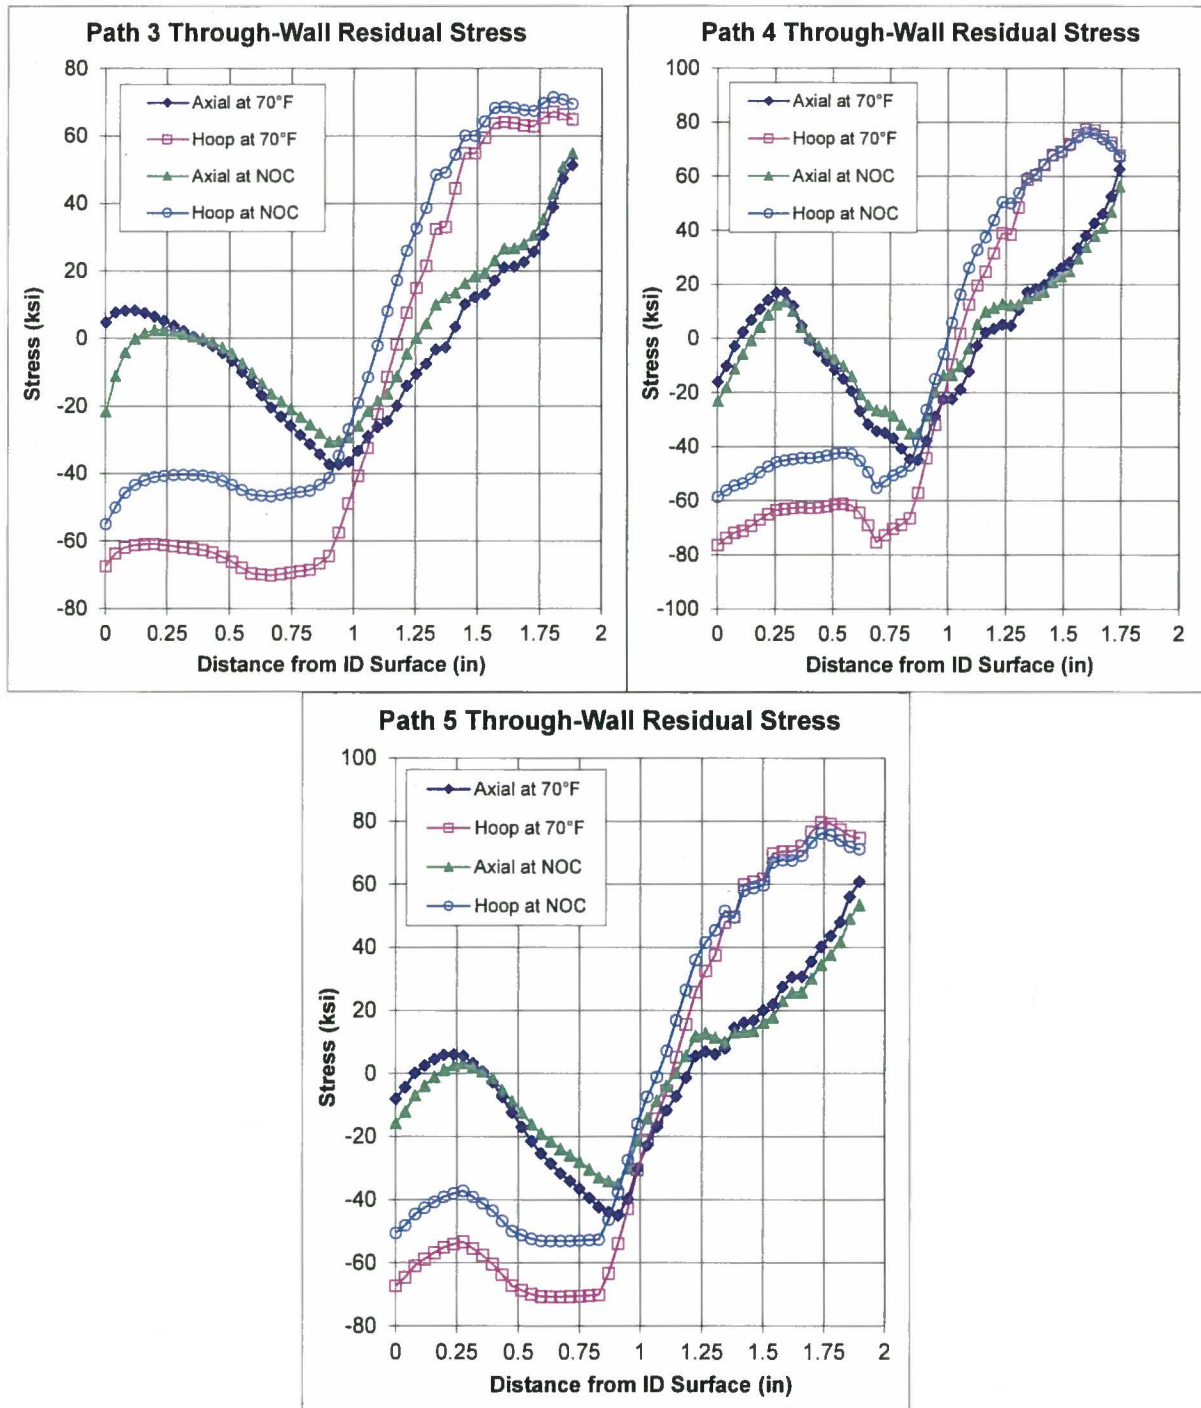 Path 3 Through-Wall Residual Stress
80
60
40
20
0
-20
-40
-60
-80
Stress (ksi)
Axial at 70°F
Hoop at 70°F
Axial at NOC
Hoop at NOC
0 0.25 0.5 0.75 1 1.25 1.5 1.75 2
Distance from ID Surface (in)
Path 4 Through-Wall Residual Stress
100
80
60
40
20
0
-20
-40
-60
-80
-100
Stress (ksi)
Axial at 70°F
Hoop at 70°F
Axial at NOC
Hoop at NOC
0 0.25 0.5 0.75 1 1.25 1.5 1.75 2
Distance from ID Surface (in)
Path 5 Through-Wall Residual Stress
100
80
60
40
20
0
-20
-40
-60
-80
Stress (ksi)
Axial at 70°F
Hoop at 70°F
Axial at NOC
Hoop at NOC
0 0.25 0.5 0.75 1 1.25 1.5 1.75 2
Distance from ID Surface (in)